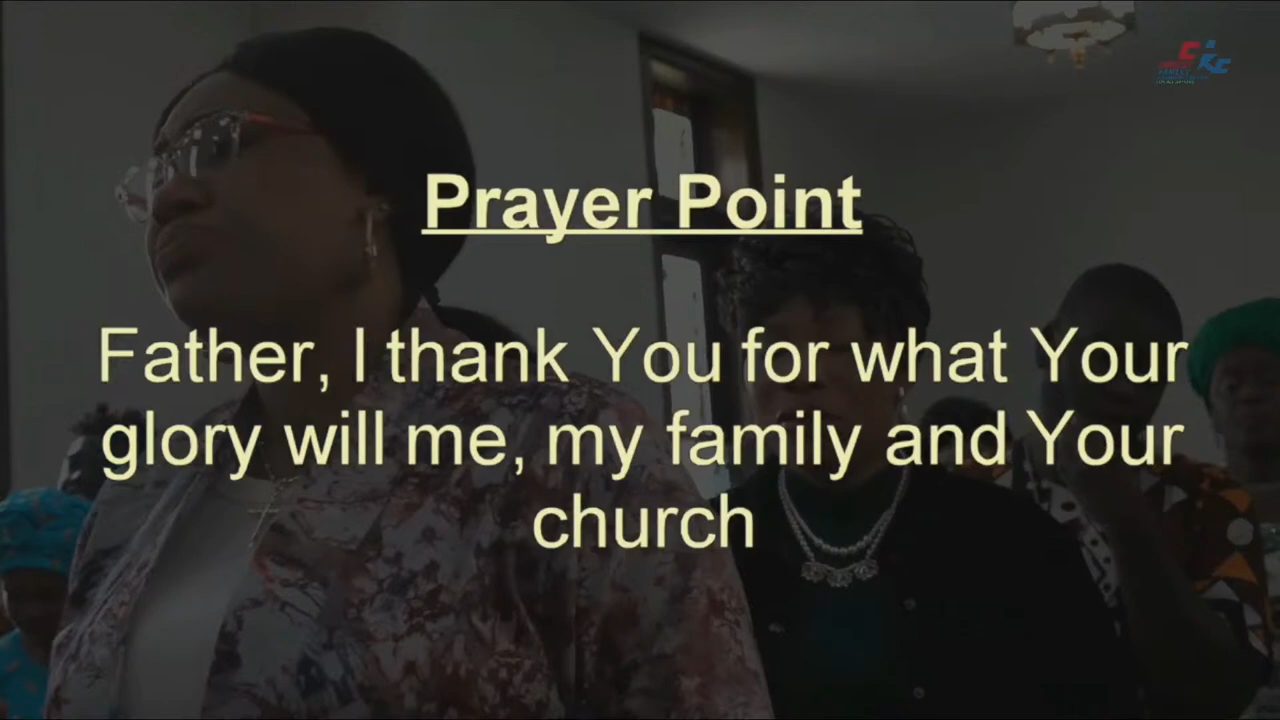 Prayer Point
Father, I thank You for what Your
glory will me, my family and Your
church